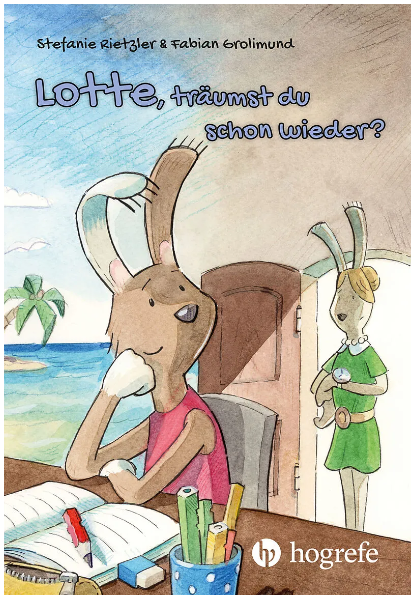 Stefanie Rietzler & Fabian Grolimund
Lotte, träumst du
schon wieder?
hogrefe